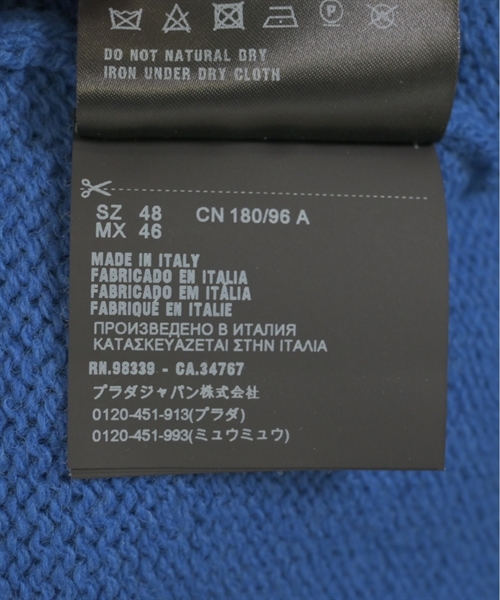 DO NOT NATURAL DRY
IRON UNDER DRY CLOTH
SZ 48 CN 180/96 A
MX 46
MADE IN ITALY
FABRICADO EN ITALIA
FABRICADO EM ITÁLIA
FABRIQUÉ EN ITALIE
ПРОИЗВЕДЕНО В ИТАЛИЯ
ΚΑΤΑΣΚΕΥΑΖΕΤΑΙ ΣΤΗΝ ΙΤΑΛΙΑ
RN.98339 - CA.34767
プラダジャパン株式会社
0120-451-913(プラダ)
0120-451-993(ミュウミュウ)